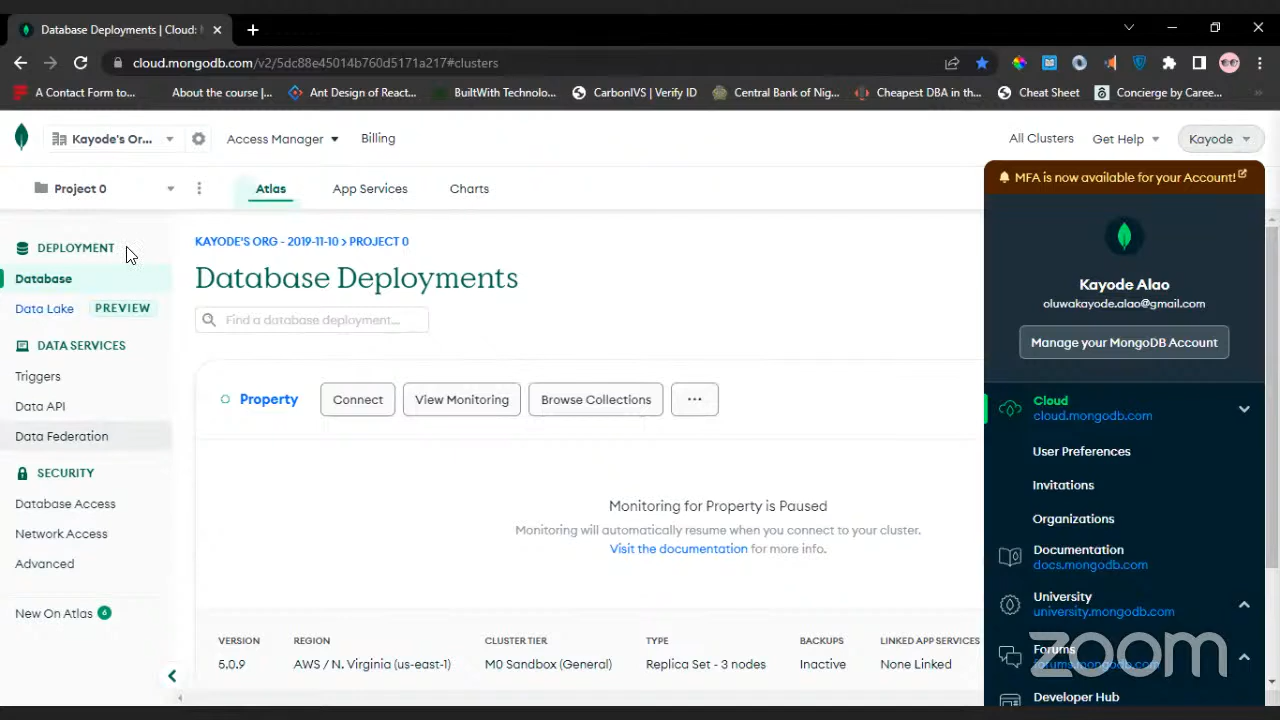 Database Deployments | Cloud:
cloud.mongodb.com/v2/5dc88e45014b760d5171a217#clusters
A Contact Form to...
About the course |...
Ant Design of React...
BuiltWith Technolo...
CarbonIVS | Verify ID
Central Bank of Nig...
Cheapest DBA in th...
Cheat Sheet
Concierge by Caree...
Kayode's Or...
Access Manager
Billing
All Clusters
Get Help
Kayode
Project 0
Atlas
App Services
Charts
MFA is now available for your Account!
DEPLOYMENT
Database
Data Lake PREVIEW
DATA SERVICES
Triggers
Data API
Data Federation
SECURITY
Database Access
Network Access
Advanced
New On Atlas 6
KAYODE'S ORG - 2019-11-10 > PROJECT 0
Database Deployments
Find a database deployment...
Property
Connect
View Monitoring
Browse Collections
...
Monitoring for Property is Paused
Monitoring will automatically resume when you connect to your cluster.
Visit the documentation for more info.
VERSION REGION CLUSTER TIER TYPE BACKUPS LINKED APP SERVICES
5.0.9 AWS / N. Virginia (us-east-1) M0 Sandbox (General) Replica Set - 3 nodes Inactive None Linked
Kayode Alao
oluwakayode.alao@gmail.com
Manage your MongoDB Account
Cloud
cloud.mongodb.com
User Preferences
Invitations
Organizations
Documentation
docs.mongodb.com
University
university.mongodb.com
Forums
forums.mongodb.com
Developer Hub
zoom